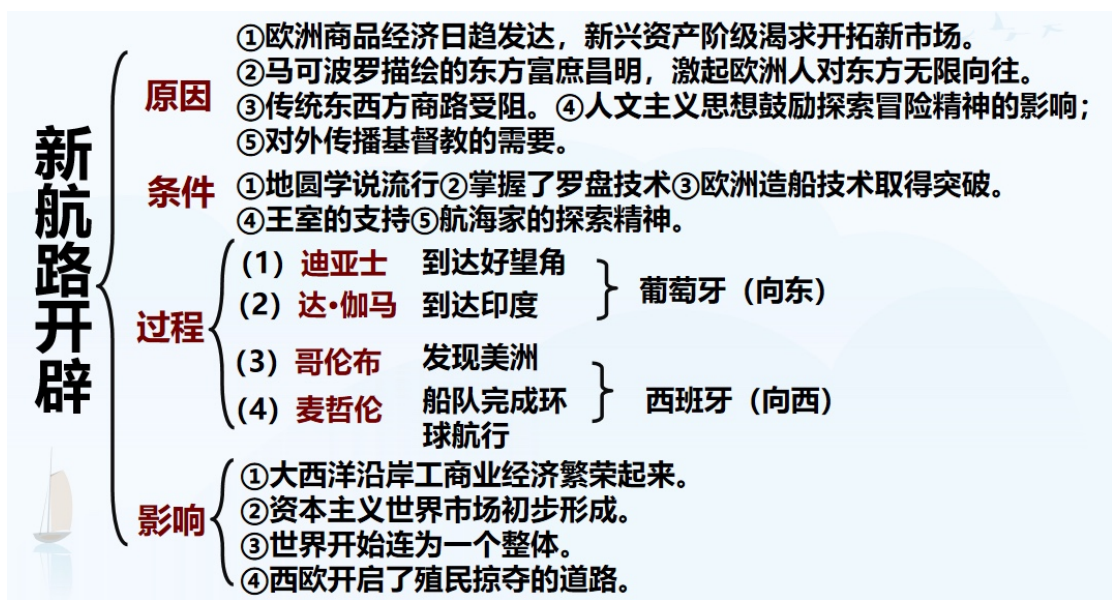 新航路开辟
原因
①欧洲商品经济日趋发达，新兴资产阶级渴求开拓新市场。
②马可波罗描绘的东方富庶昌明，激起欧洲人对东方无限向往。
③传统东西方商路受阻。④人文主义思想鼓励探索冒险精神的影响；
⑤对外传播基督教的需要。
条件
①地圆学说流行②掌握了罗盘技术③欧洲造船技术取得突破。
④王室的支持⑤航海家的探索精神。
过程
（1）迪亚士 到达好望角
（2）达·伽马 到达印度
葡萄牙（向东）
（3）哥伦布 发现美洲
（4）麦哲伦 船队完成环
球航行
西班牙（向西）
影响
①大西洋沿岸工商业经济繁荣起来。
②资本主义世界市场初步形成。
③世界开始连为一个整体。
④西欧开启了殖民掠夺的道路。